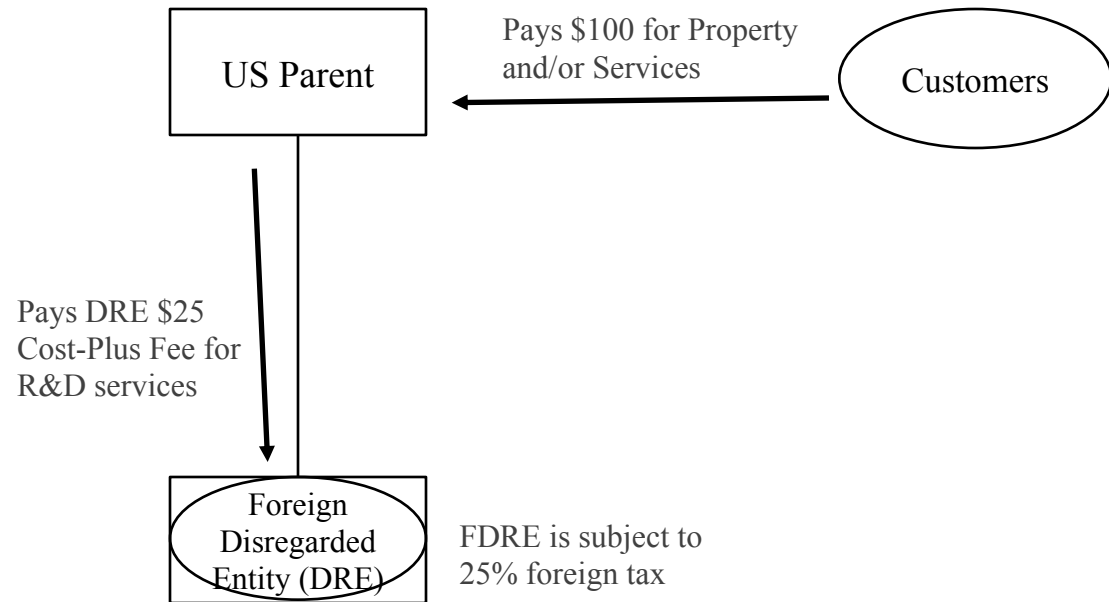 US Parent
Pays $100 for Property
and/or Services
Customers
Pays DRE $25
Cost-Plus Fee for
R&D services
Foreign
Disregarded
Entity (DRE)
FDRE is subject to
25% foreign tax